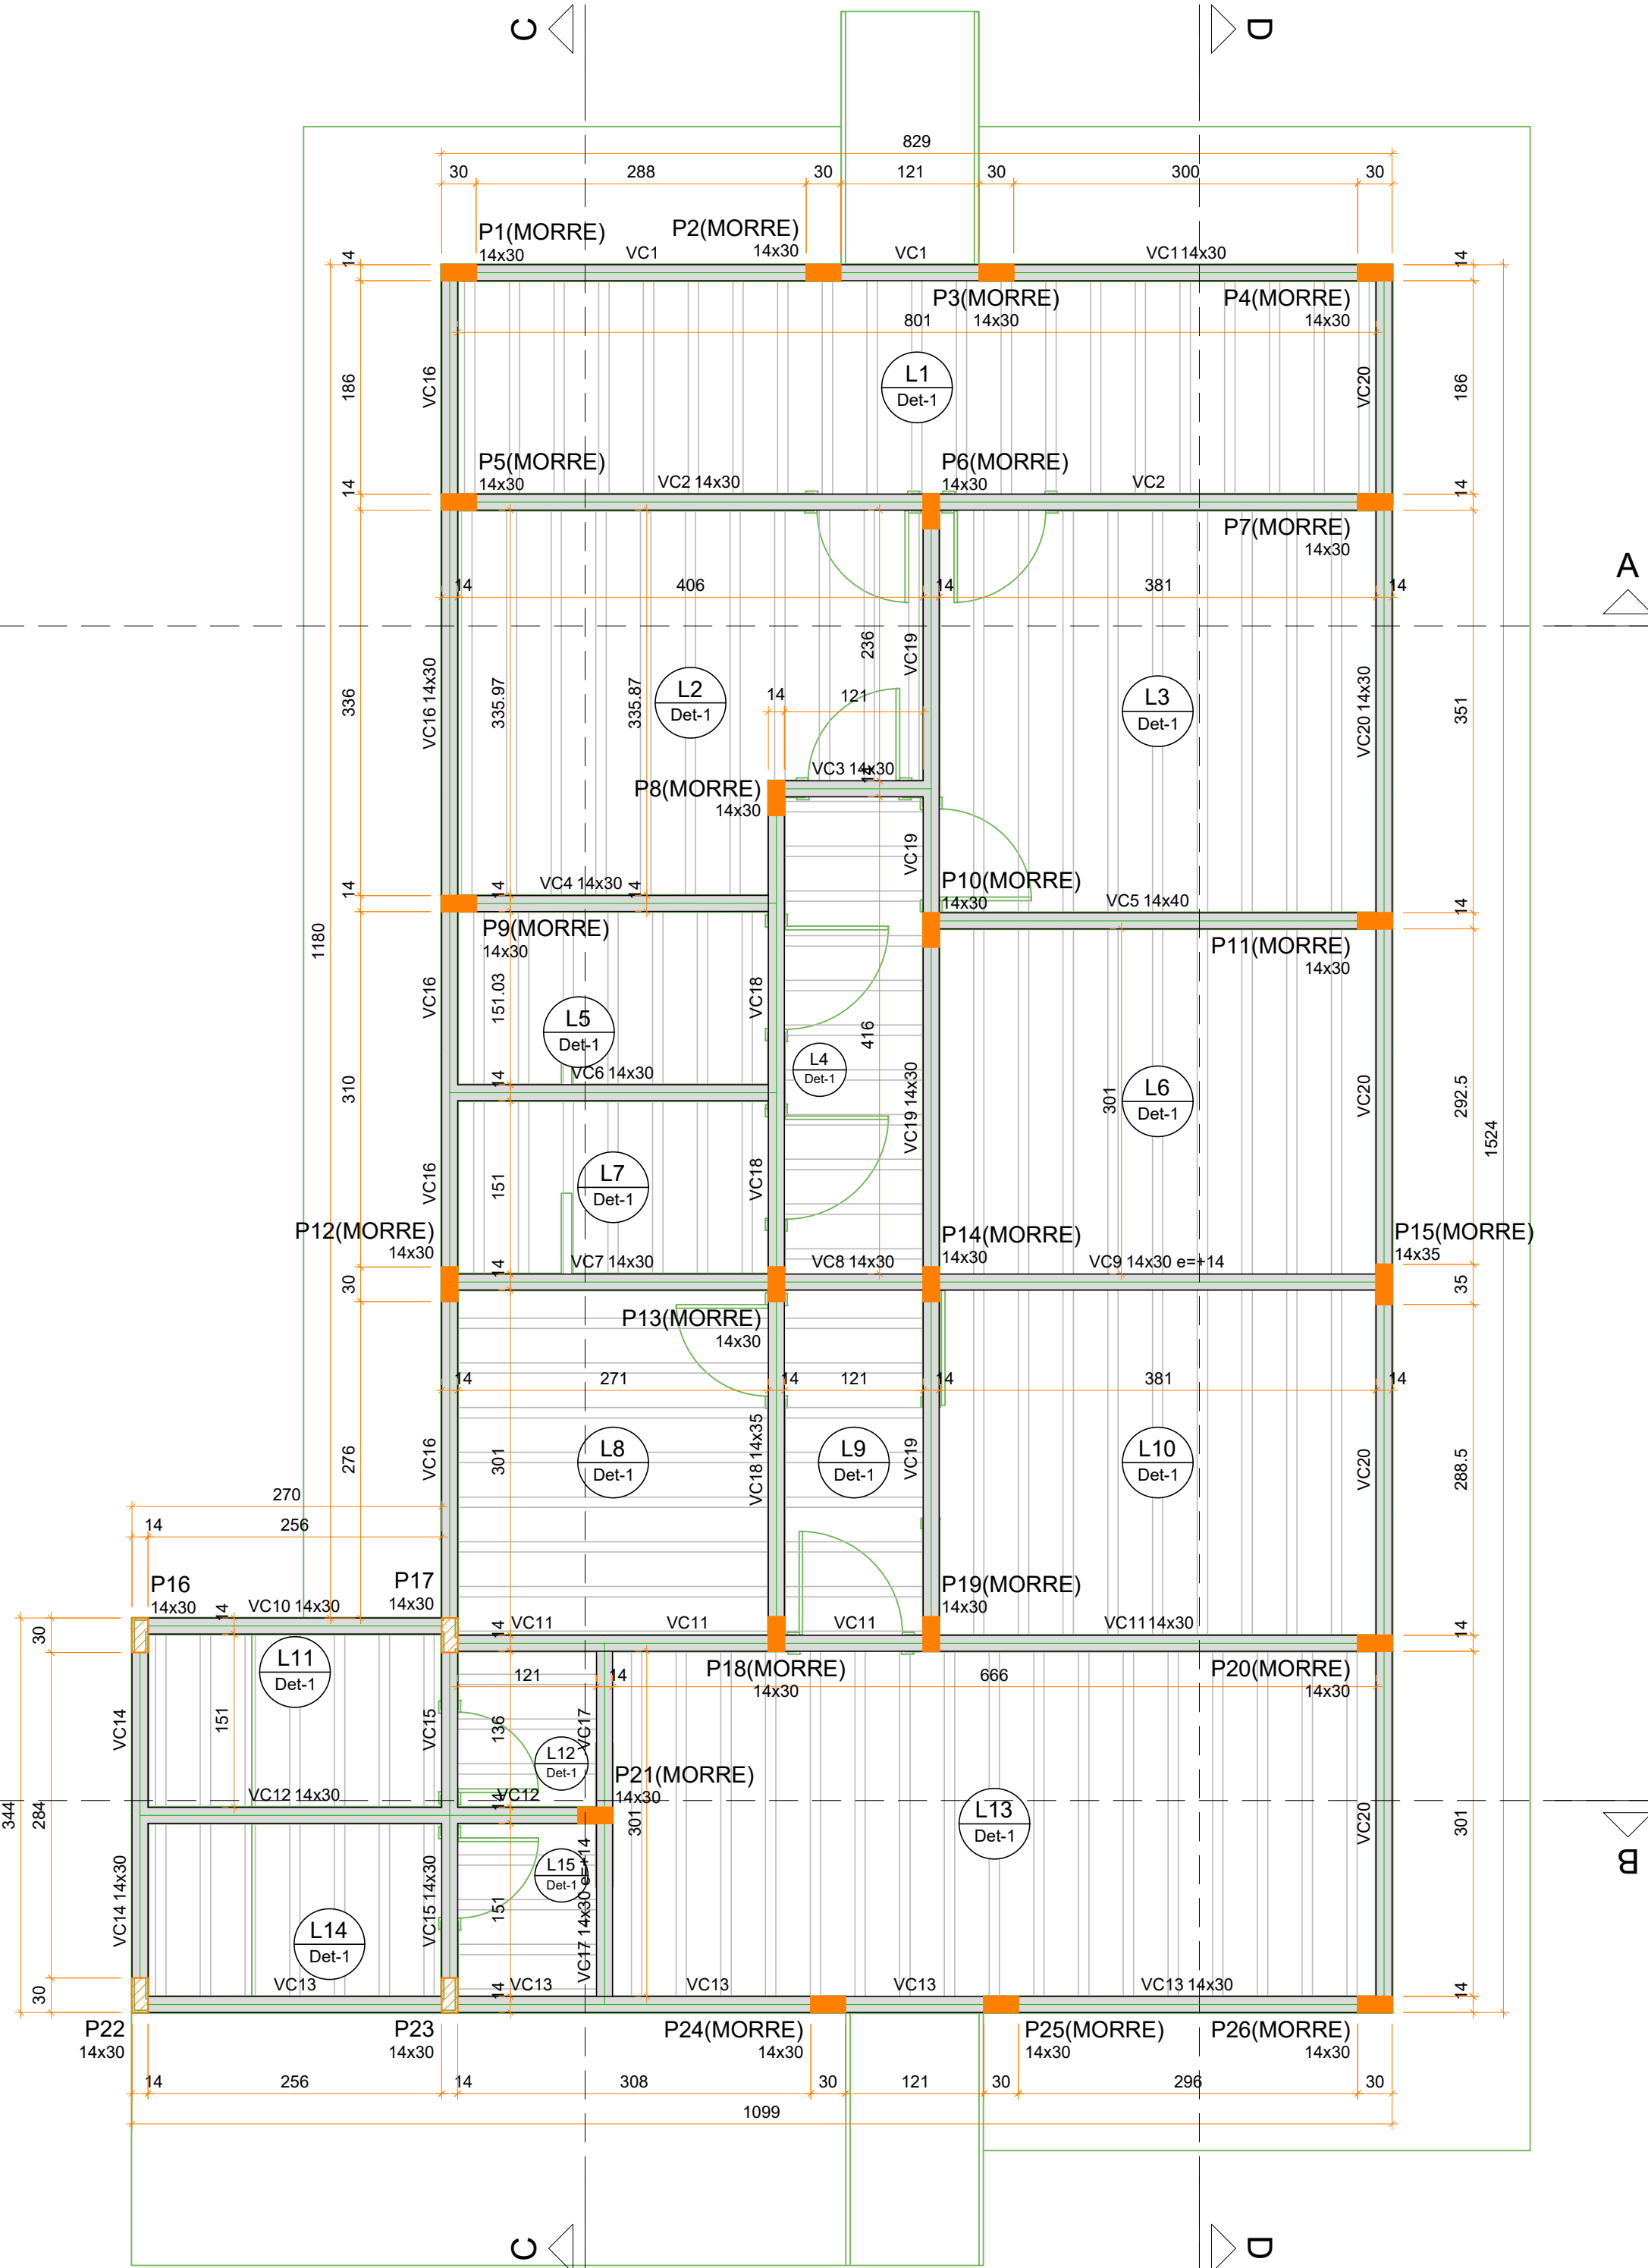 C
D
829
30
288
30
121
30
300
30
P1(MORRE)
14x30
VC1
P2(MORRE)
14x30
VC1
VC114x30
14
14
P3(MORRE)
14x30
P4(MORRE)
14x30
801
186
VC16
L1
Det-1
VC20
186
P5(MORRE)
14x30
VC2 14x30
P6(MORRE)
14x30
VC2
14
14
P7(MORRE)
14x30
A
14
406
14
381
14
236
VC19
336
VC16 14x30
335.97
335.87
L2
Det-1
14
121
L3
Det-1
VC20 14x30
351
VC3 14x30
14
P8(MORRE)
14x30
VC19
14
VC4 14x30
14
14
P10(MORRE)
14x30
VC5 14x40
14
P9(MORRE)
14x30
P11(MORRE)
14x30
1180
VC16
151.03
VC18
L5
Det-1
416
L4
Det-1
14
VC6 14x30
310
VC19 14x30
301
L6
Det-1
VC20
292.5
1524
VC16
151
L7
Det-1
VC18
P12(MORRE)
14x30
P14(MORRE)
14x30
P15(MORRE)
14x35
14
VC7 14x30
VC8 14x30
VC9 14x30 e=+14
30
35
P13(MORRE)
14x30
14
271
14
121
14
381
14
276
VC16
301
L8
Det-1
VC18 14x35
L9
Det-1
VC19
L10
Det-1
VC20
288.5
270
14
256
P16
14x30
VC10 14x30
14
P17
14x30
P19(MORRE)
14x30
30
VC11
14
VC11
VC11
VC1114x30
14
L11
Det-1
121
14
P18(MORRE)
14x30
666
P20(MORRE)
14x30
VC14
151
VC15
136
VC17
L12
Det-1
P21(MORRE)
14x30
VC12 14x30
VC12
14
344
284
301
L13
Det-1
VC20
301
B
VC14 14x30
L14
Det-1
VC15 14x30
151
L15
Det-1
VC17 14x30 e=+14
30
VC13
14
VC13
VC13
VC13
VC13 14x30
14
P22
14x30
P23
14x30
P24(MORRE)
14x30
P25(MORRE)
14x30
P26(MORRE)
14x30
14
256
14
308
30
121
30
296
30
1099
C
D